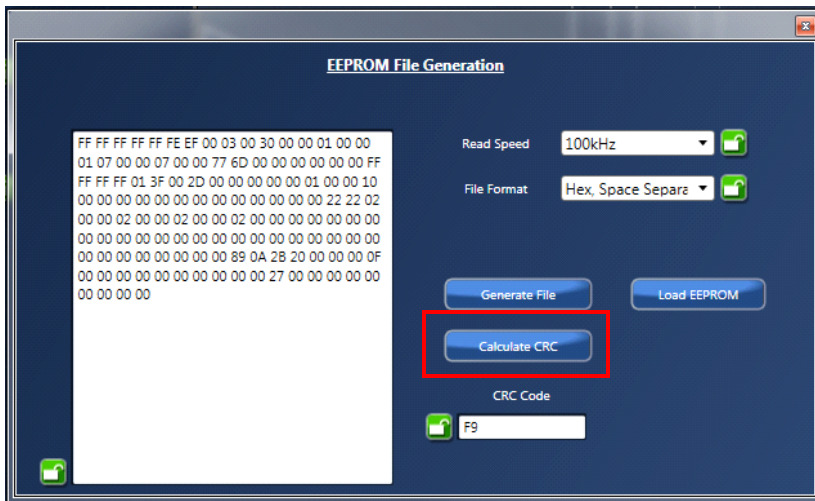 EEPROM File Generation
FF FF FF FF FF FE EF 00 03 00 30 00 00 01 00 00
01 07 00 00 07 00 00 77 6D 00 00 00 00 00 00 FF
FF FF FF 01 3F 00 2D 00 00 00 00 00 01 00 00 10
00 00 00 00 00 00 00 00 00 00 00 00 00 22 22 02
00 00 02 00 00 02 00 00 02 00 00 00 00 00 00 00
00 00 00 00 00 00 00 00 00 00 00 00 00 00 00 00
00 00 00 00 00 00 00 00 89 0A 2B 20 00 00 00 0F
00 00 00 00 00 00 00 00 00 00 27 00 00 00 00 00
00 00 00 00
Read Speed
100kHz
File Format
Hex, Space Separa
Generate File
Load EEPROM
Calculate CRC
CRC Code
F9